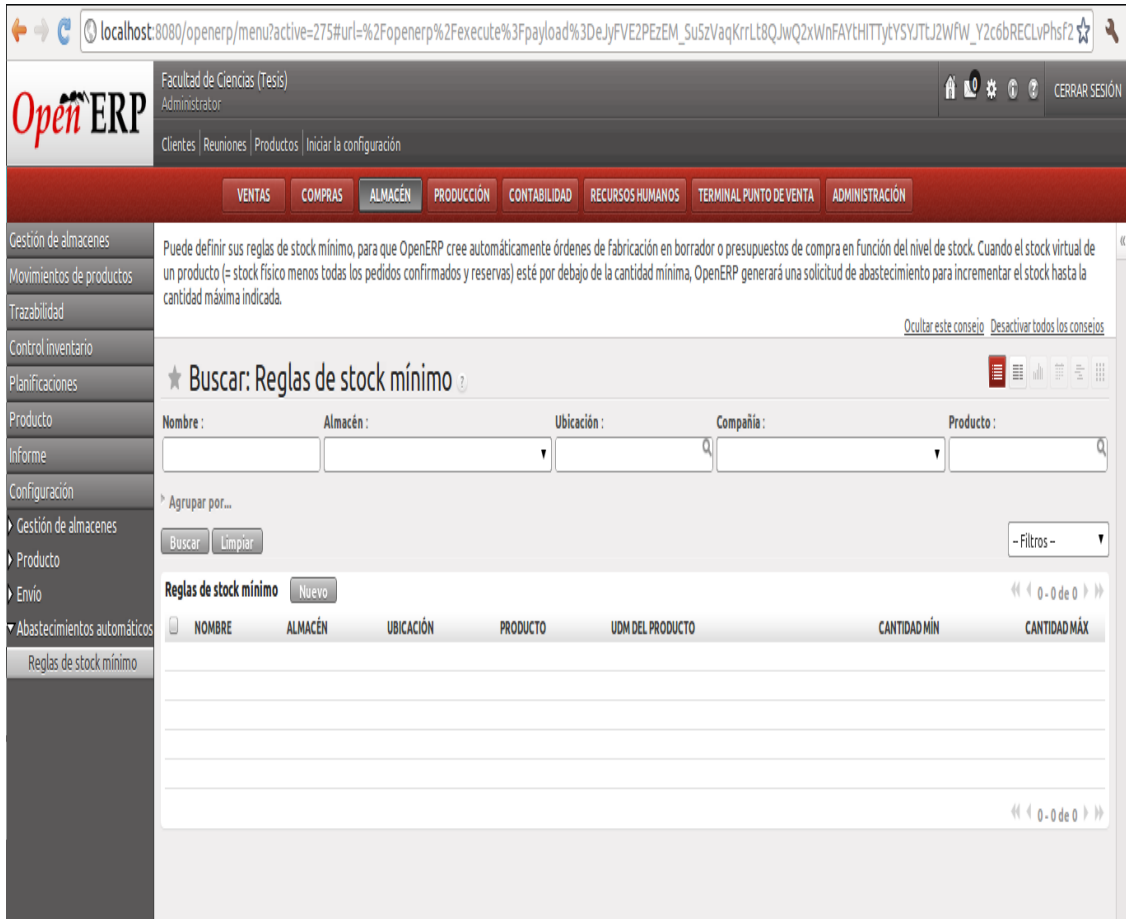 localhost:8080/openerp/menu?active=275#url=%2Fopenerp%2Fexecute%3Fpayload%3DeJyFVE2PEzEM_Su5zVaqKrrLt8QJwQ2xWnFAYtHITTytYSYJTtJ2WfW_Y2c6bRECLvPhsf2
Open ERP
Facultad de Ciencias (Tesis)
Administrator
0
CERRAR SESIÓN
Clientes | Reuniones | Productos | Iniciar la configuración
VENTAS COMPRAS ALMACÉN PRODUCCIÓN CONTABILIDAD RECURSOS HUMANOS TERMINAL PUNTO DE VENTA ADMINISTRACIÓN
Gestión de almacenes
Movimientos de productos
Trazabilidad
Control inventario
Planificaciones
Producto
Informe
Configuración
Gestión de almacenes
Producto
Envío
Abastecimientos automáticos
Reglas de stock mínimo
Puede definir sus reglas de stock mínimo, para que OpenERP cree automáticamente órdenes de fabricación en borrador o presupuestos de compra en función del nivel de stock. Cuando el stock virtual de
un producto (= stock físico menos todas los pedidos confirmados y reservas) esté por debajo de la cantidad mínima, OpenERP generará una solicitud de abastecimiento para incrementar el stock hasta la
cantidad máxima indicada.
Ocultar este consejo Desactivar todos los consejos
Buscar: Reglas de stock mínimo ?
Nombre : Almacén : Ubicación : Compañía : Producto :
Agrupar por...
Buscar Limpiar
-- Filtros --
Reglas de stock mínimo Nuevo
0 - 0 de 0
NOMBRE ALMACÉN UBICACIÓN PRODUCTO UDM DEL PRODUCTO CANTIDAD MÍN CANTIDAD MÁX
0 - 0 de 0